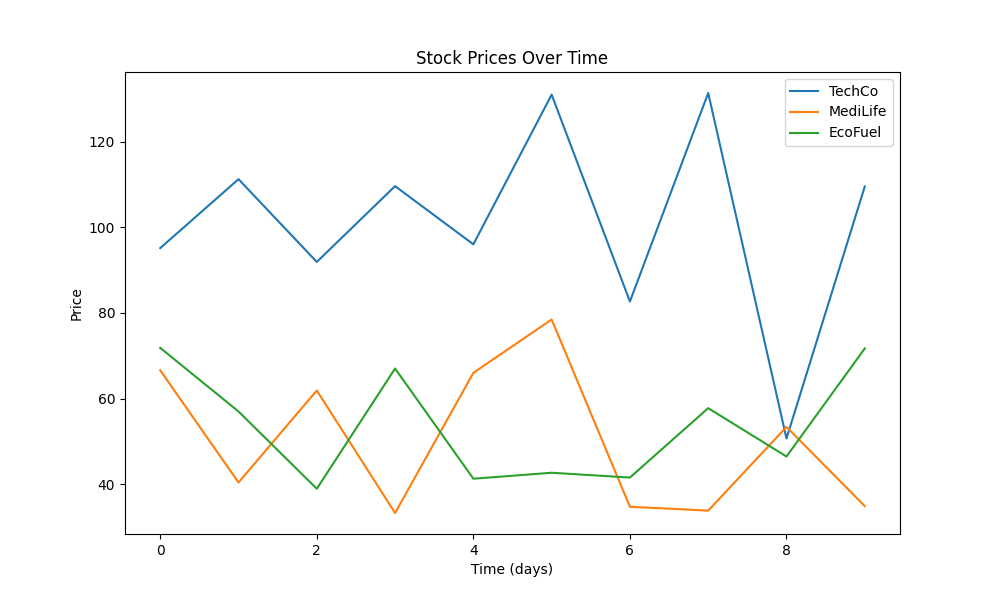 Stock Prices Over Time
TechCo
MediLife
EcoFuel
120
100
80
60
40
Price
0 2 4 6 8
Time (days)